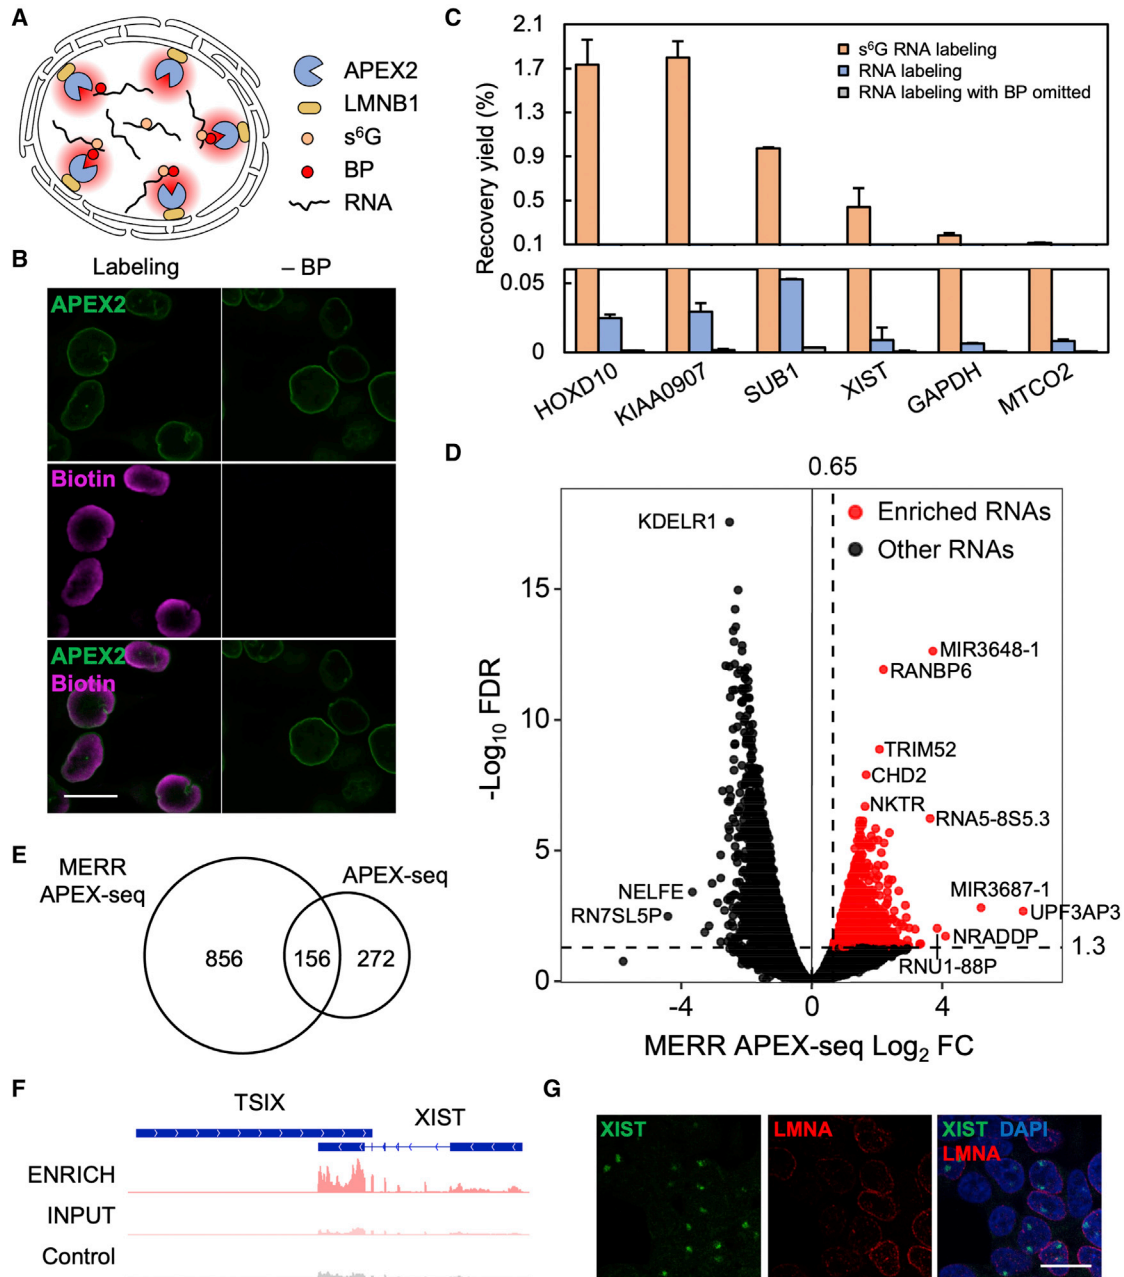 A
APEX2
LMNB1
s⁶G
BP
RNA
B
Labeling
– BP
APEX2
Biotin
APEX2
Biotin
C
Recovery yield (%)
2.1
1.7
1.3
0.9
0.5
0.1
0.05
0
s⁶G RNA labeling
RNA labeling
RNA labeling with BP omitted
HOXD10
KIAA0907
SUB1
XIST
GAPDH
MTCO2
D
0.65
Enriched RNAs
Other RNAs
KDELR1
MIR3648-1
RANBP6
TRIM52
CHD2
NKTR
RNA5-8S5.3
MIR3687-1
UPF3AP3
NRADDP
RNU1-88P
NELFE
RN7SL5P
1.3
-Log₁₀ FDR
15
10
5
0
-4
0
4
MERR APEX-seq Log₂ FC
E
MERR
APEX-seq
APEX-seq
856
156
272
F
TSIX
XIST
ENRICH
INPUT
Control
G
XIST
LMNA
XIST DAPI
LMNA